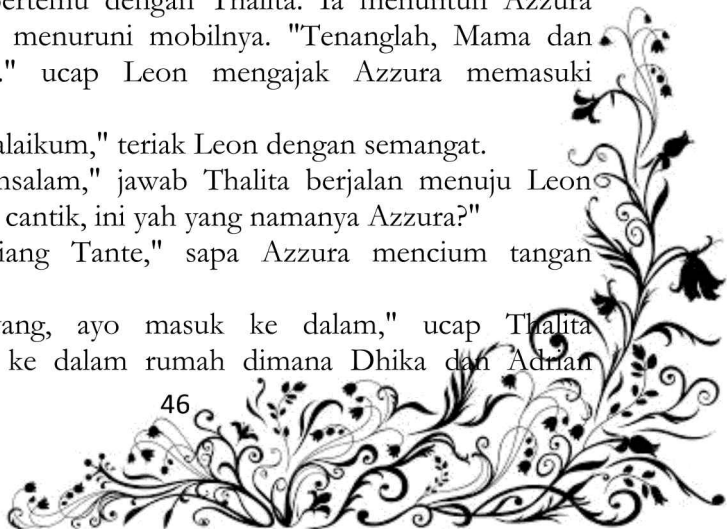 bertemu dengan Thalita. Ia menuntun Azzura
menuruni mobilnya. "Tenanglah, Mama dan
." ucap Leon mengajak Azzura memasuki
alaikum," teriak Leon dengan semangat.
nsalam," jawab Thalita berjalan menuju Leon
cantik, ini yah yang namanya Azzura?"
iang Tante," sapa Azzura mencium tangan
yang, ayo masuk ke dalam," ucap Thalita
ke dalam rumah dimana Dhika dan Adrian
46